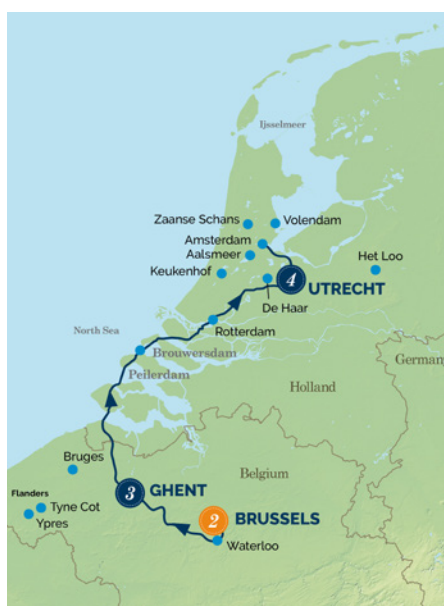 Ijsselmeer
Zaanse Schans
Volendam
Amsterdam
Aalsmeer
Het Loo
Keukenhof
4
UTRECHT
De Haar
North Sea
Rotterdam
Brouwersdam
Peilerdam
Holland
Germany
Bruges
Belgium
3
GHENT
Flanders
Tyne Cot
Ypres
2
BRUSSELS
Waterloo